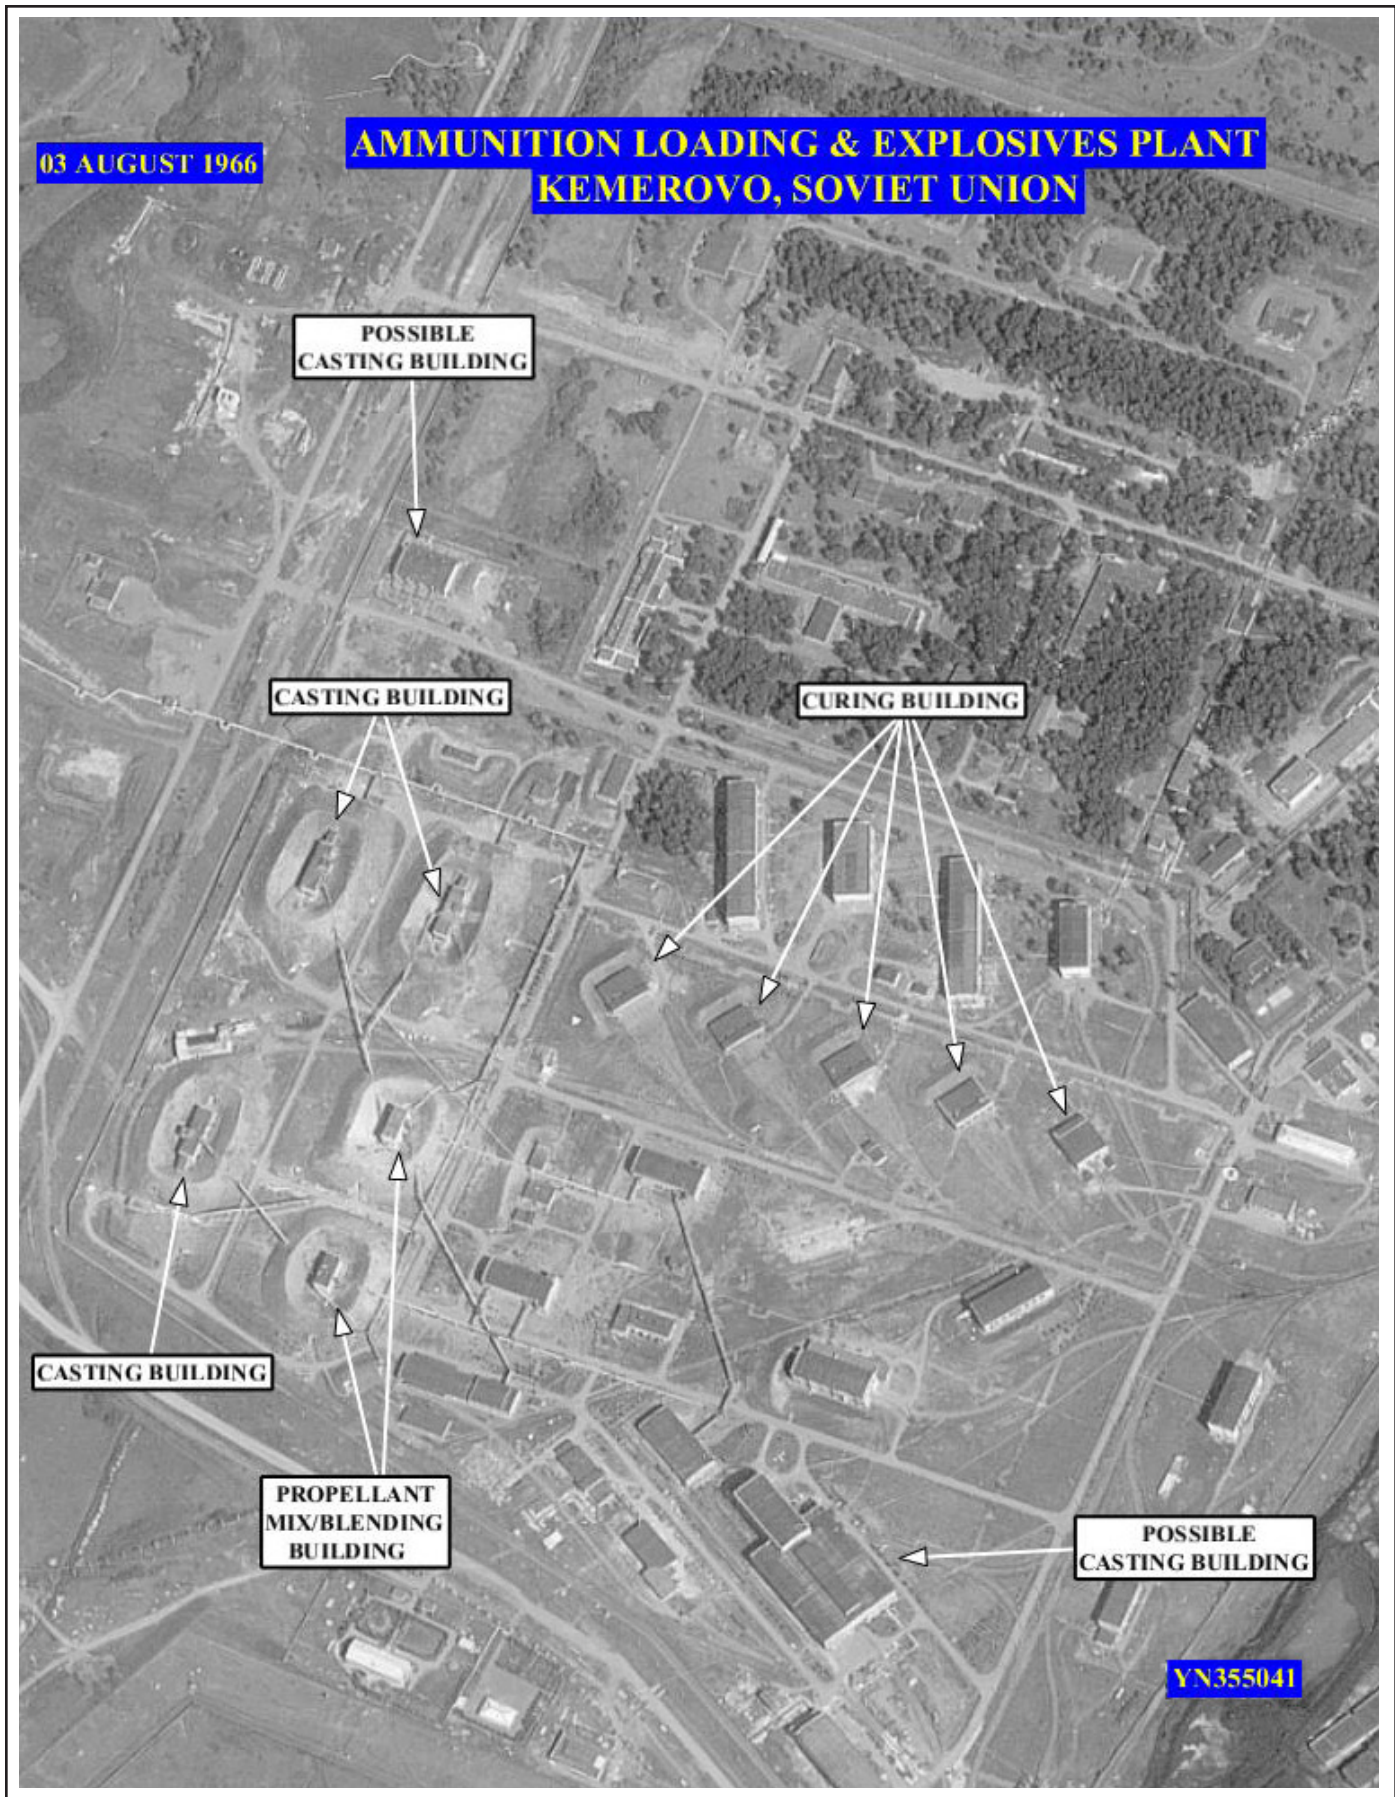 03 AUGUST 1966
AMMUNITION LOADING & EXPLOSIVES PLANT
KEMEROVO, SOVIET UNION
POSSIBLE
CASTING BUILDING
CASTING BUILDING
CURING BUILDING
CASTING BUILDING
PROPELLANT
MIX/BLENDING
BUILDING
POSSIBLE
CASTING BUILDING
YN355041